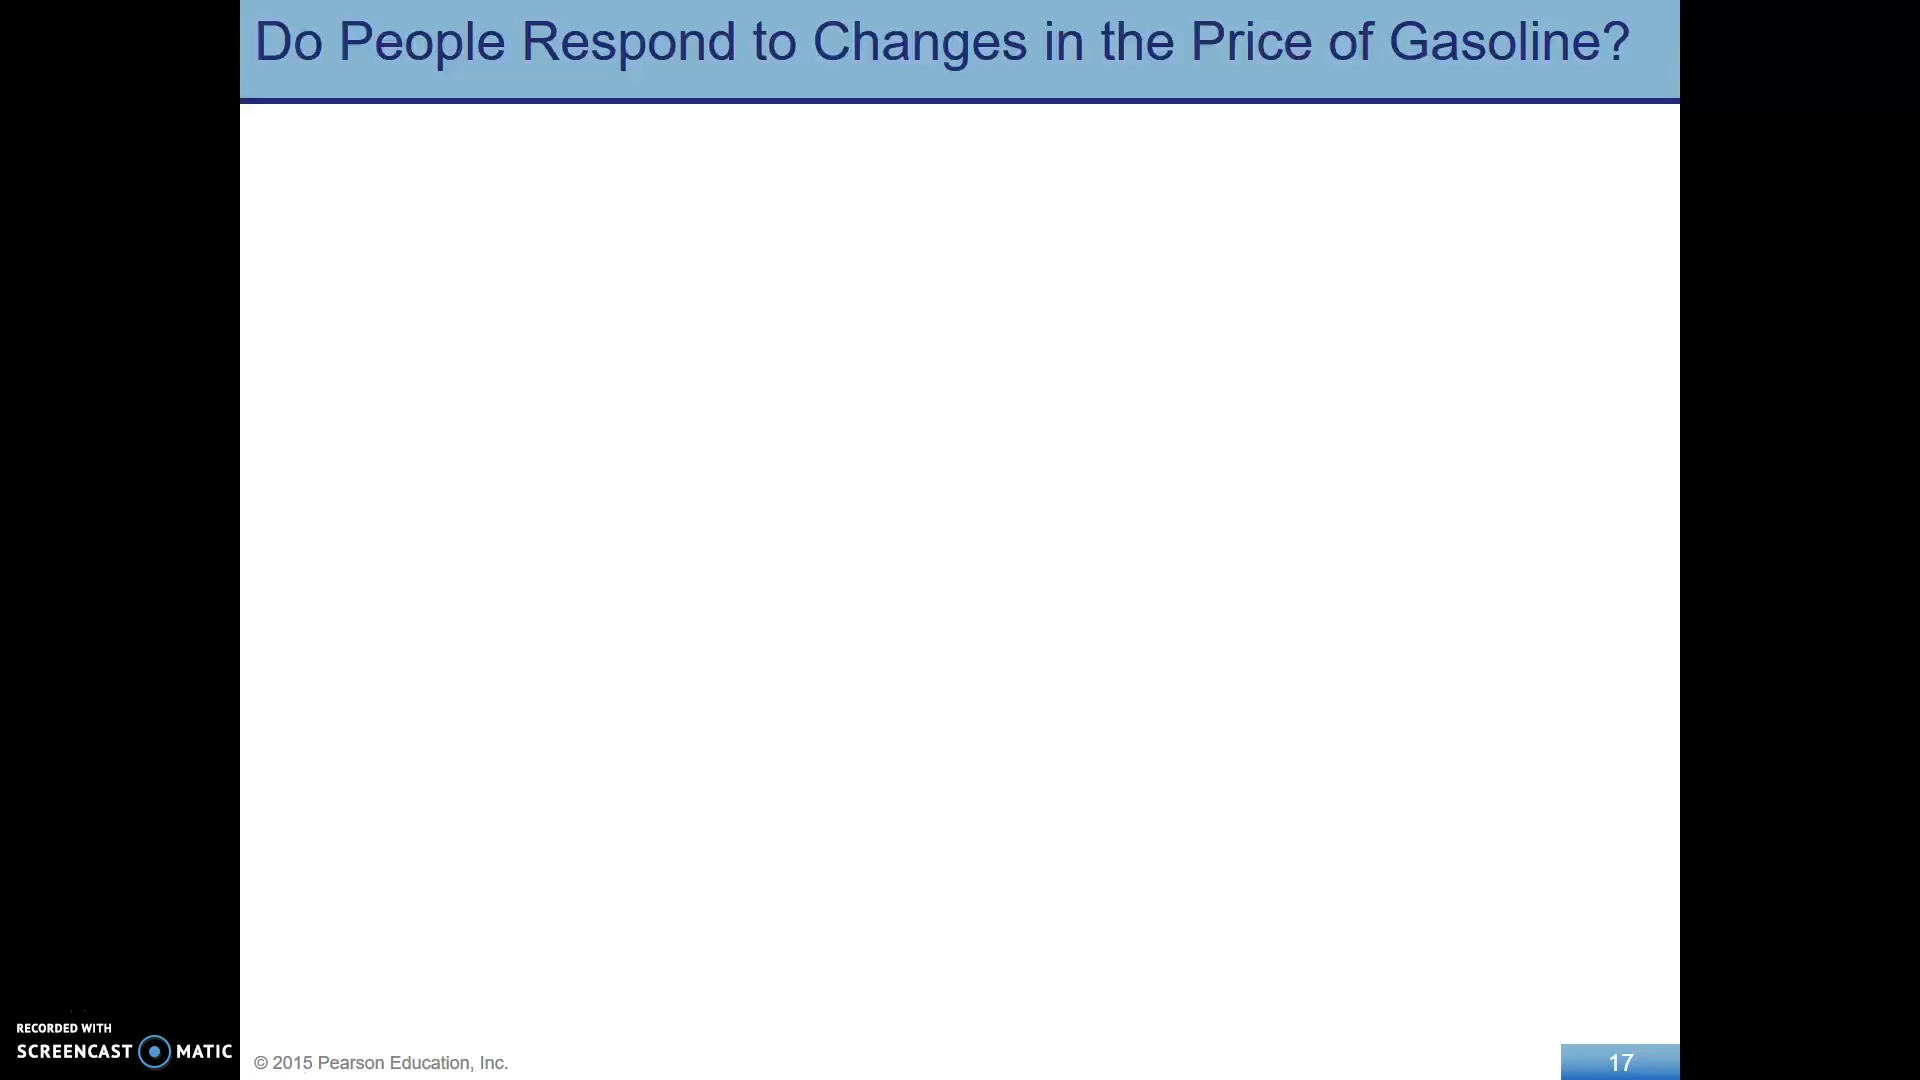 Do People Respond to Changes in the Price of Gasoline?
RECORDED WITH
SCREENCAST MATIC
© 2015 Pearson Education, Inc.
17